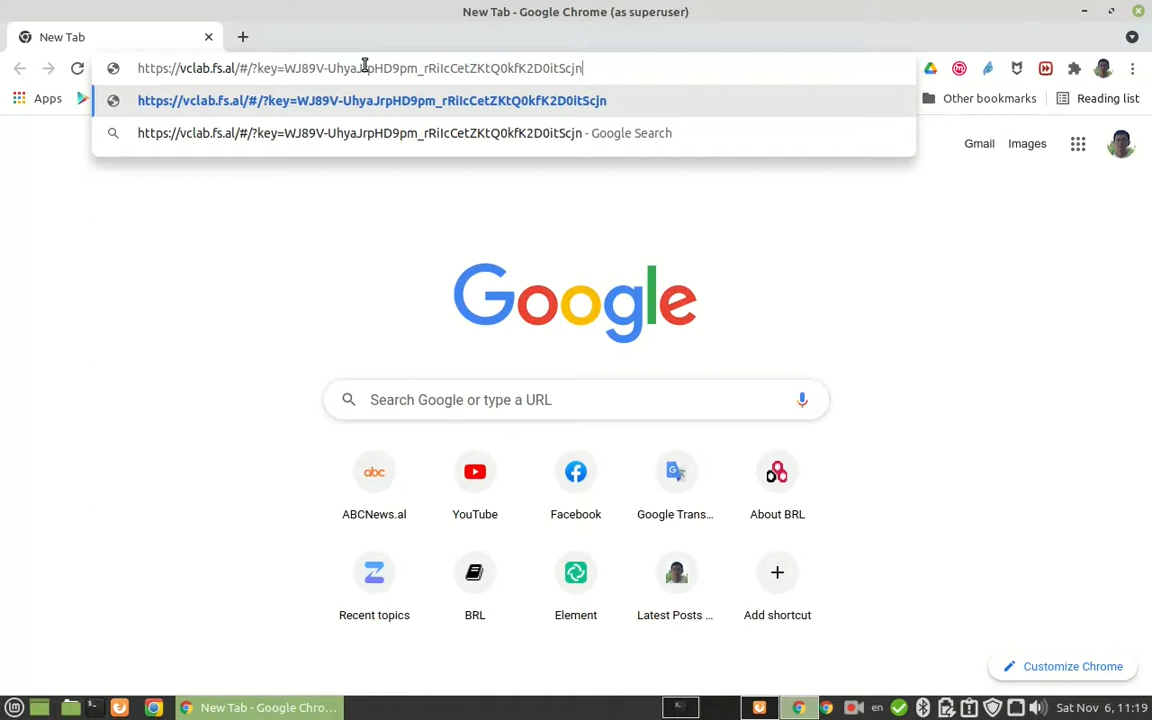 New Tab - Google Chrome (as superuser)
New Tab
https://vclab.fs.al/#/?key=WJ89V-UhyaJrpHD9pm_rRiIcCetZKtQ0kfK2D0itScjn
https://vclab.fs.al/#/?key=WJ89V-UhyaJrpHD9pm_rRiIcCetZKtQ0kfK2D0itScjn
https://vclab.fs.al/#/?key=WJ89V-UhyaJrpHD9pm_rRiIcCetZKtQ0kfK2D0itScjn - Google Search
Apps
Other bookmarks
Reading list
Gmail
Images
Google
Search Google or type a URL
abc
ABCNews.al
YouTube
Facebook
Google Trans...
About BRL
Recent topics
BRL
Element
Latest Posts ...
Add shortcut
Customize Chrome
New Tab - Google Chro...
en
Sat Nov 6, 11:19